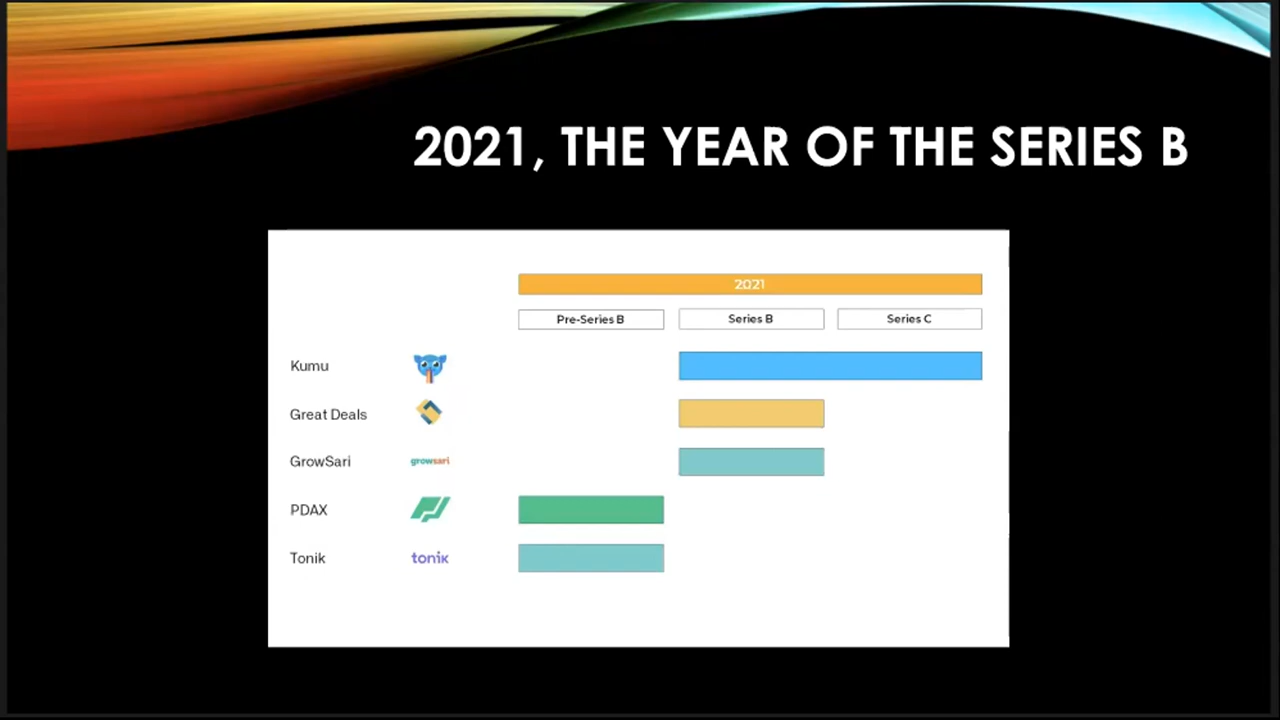 2021, THE YEAR OF THE SERIES B
2021
Pre-Series B Series B Series C
Kumu
Great Deals
GrowSari growsari
PDAX
Tonik tonik